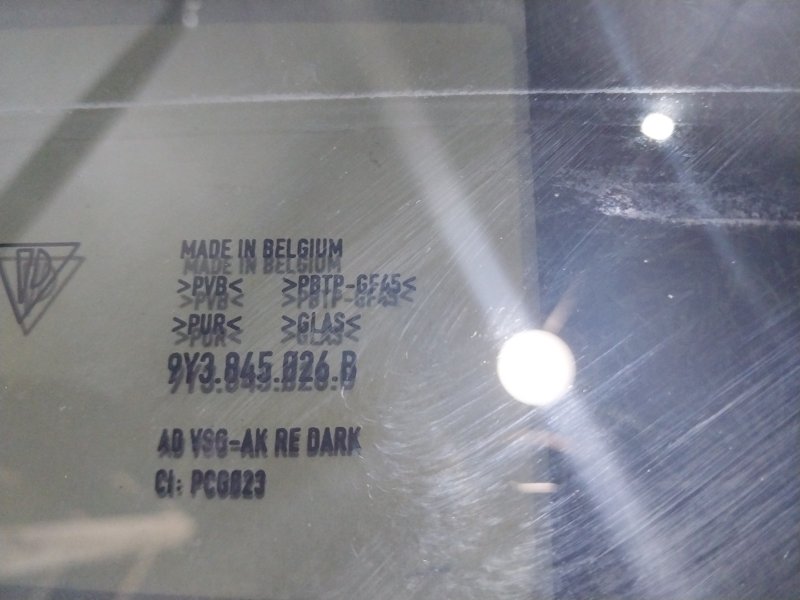 MADE IN BELGIUM
>PVB< >PBTP-GF45<
>PUR< >GLAS<
9Y3.845.026.B
AD VSG-AK RE DARK
CI: PCG023